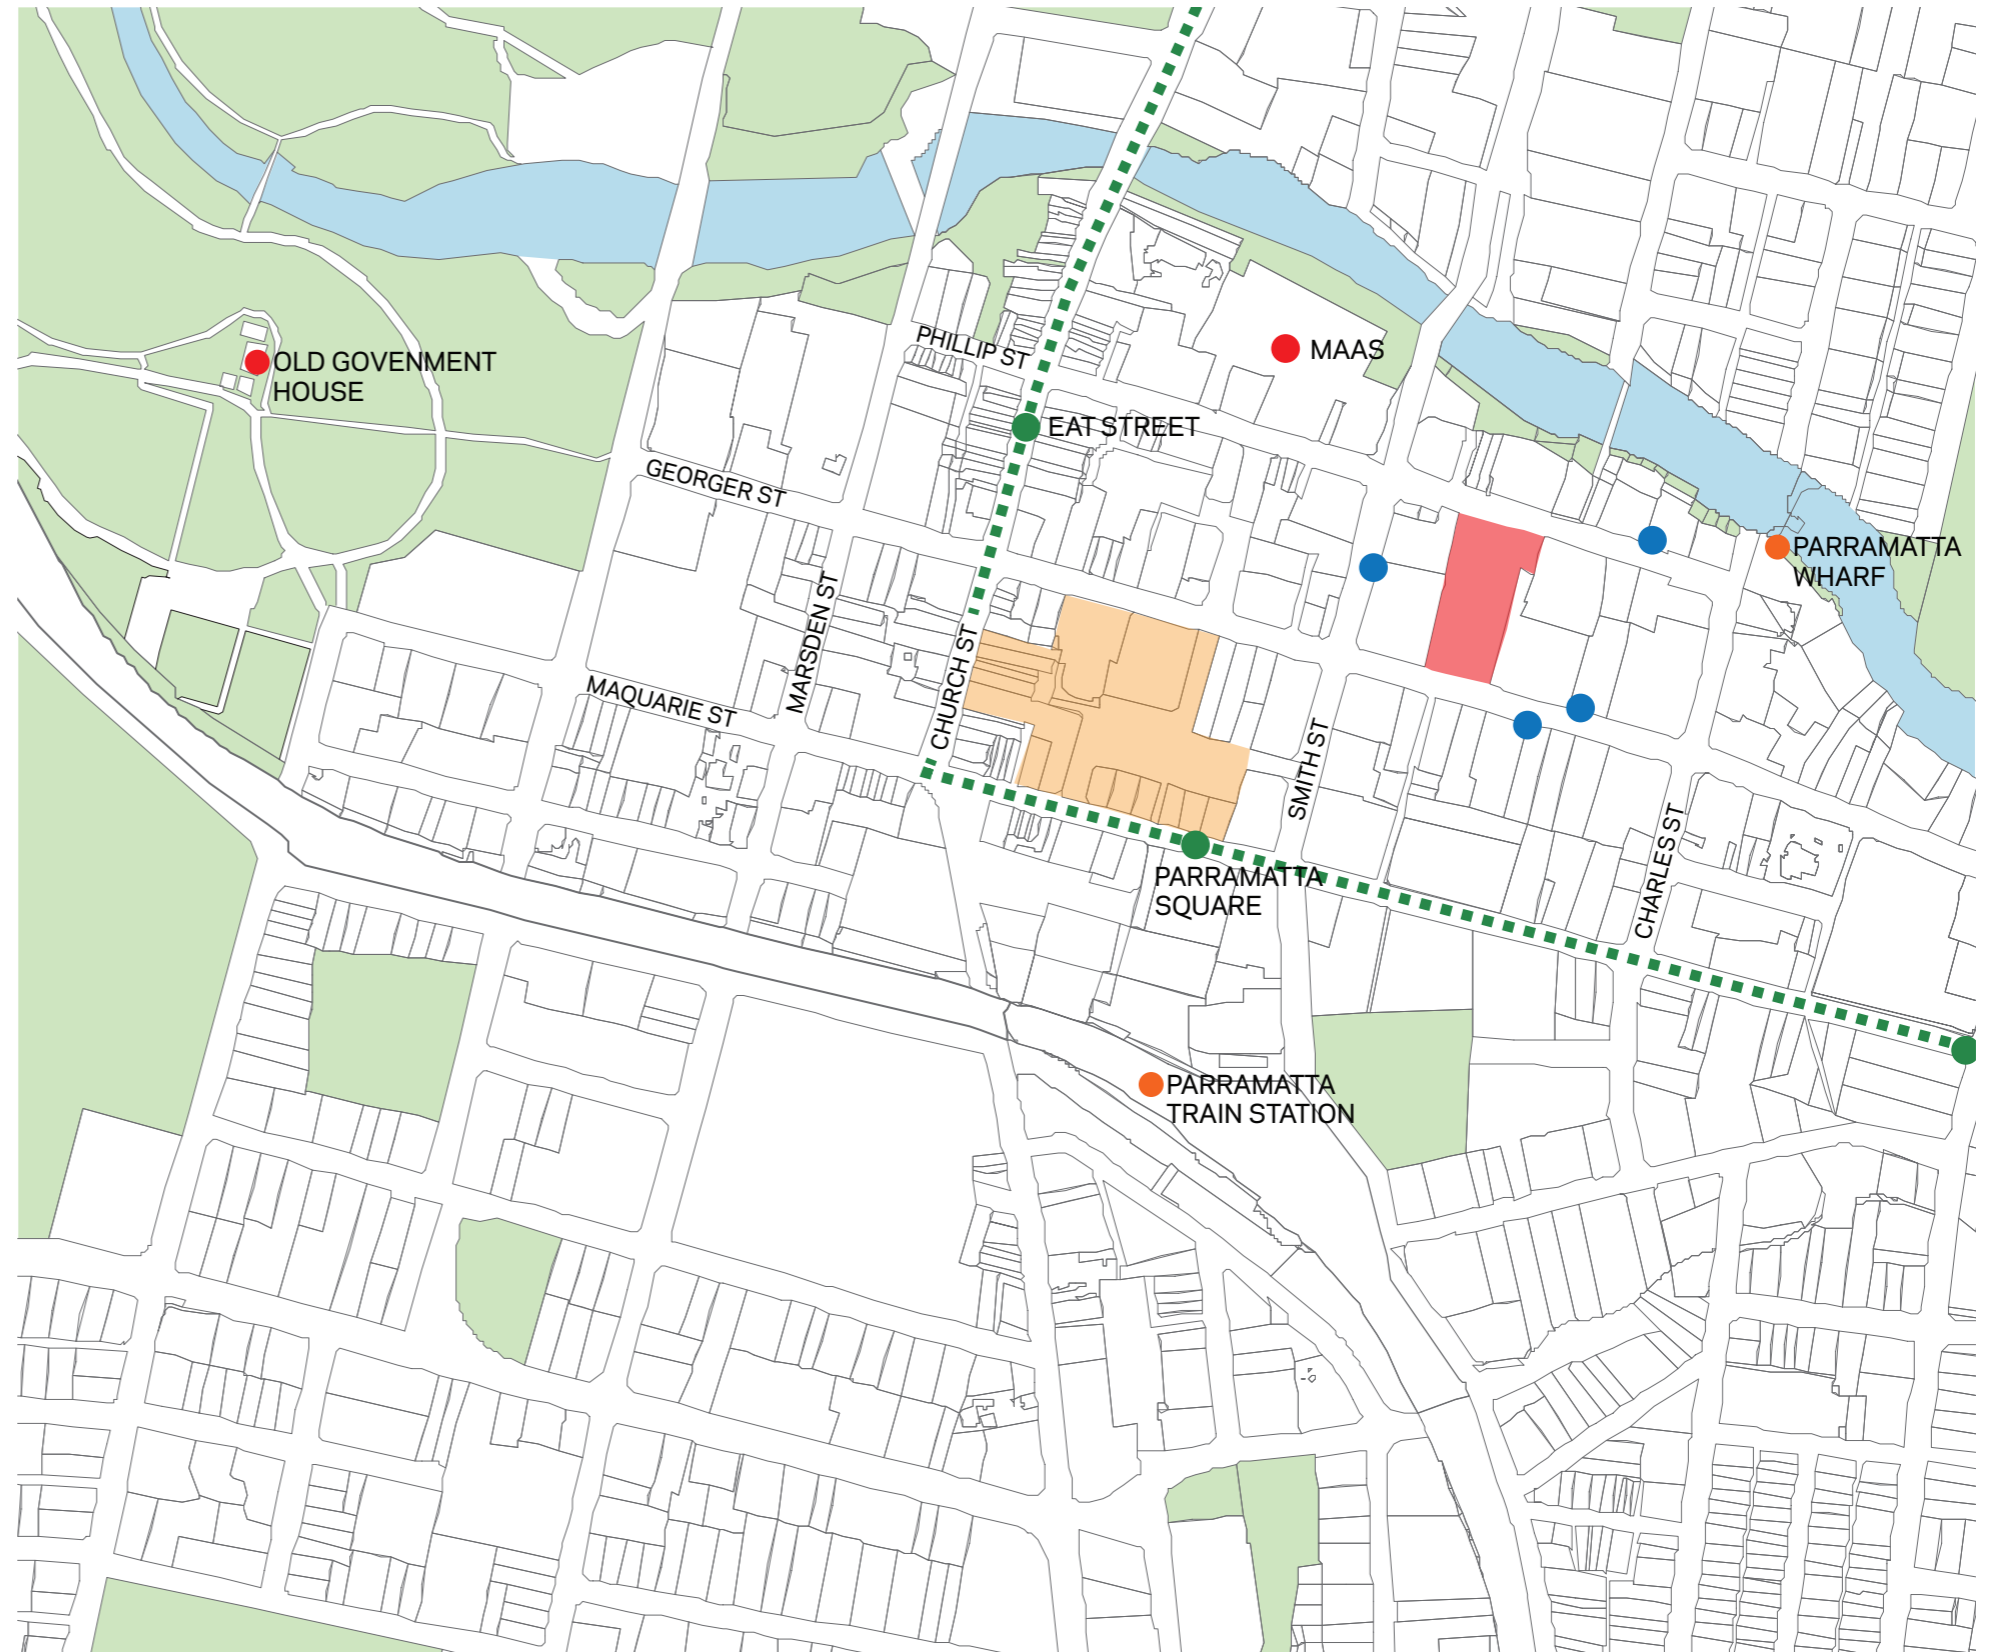 PHILLIP ST
OLD GOVENMENT
HOUSE
MAAS
EAT STREET
GEORGER ST
PARRAMATTA
WHARF
MARSDEN ST
CHURCH ST
MAQUARIE ST
SMITH ST
CHARLES ST
PARRAMATTA
SQUARE
PARRAMATTA
TRAIN STATION